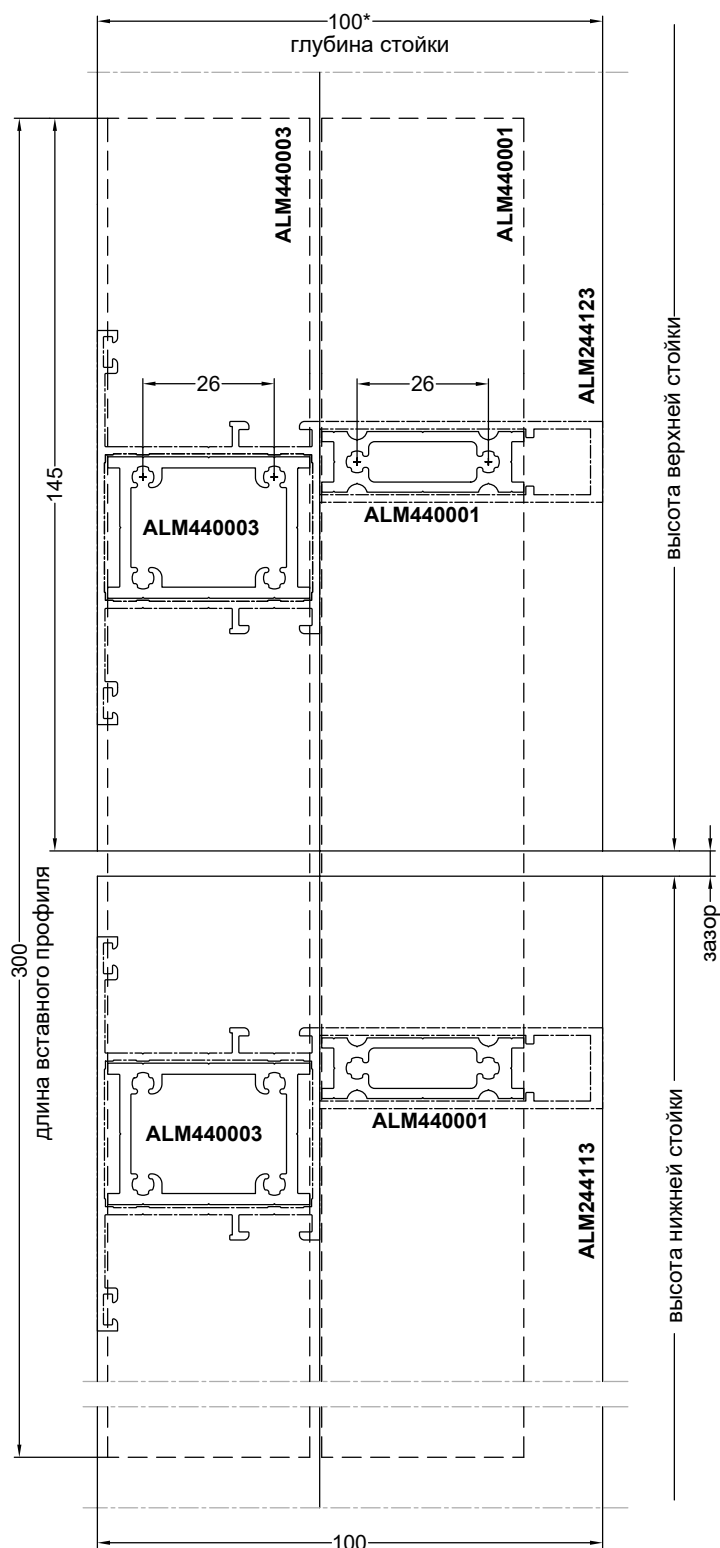 100*
глубина стойки
ALM440003
ALM440001
ALM244123
высота верхней стойки
26
26
145
ALM440003
ALM440001
зазор
300
длина вставного профиля
ALM440003
ALM440001
ALM244113
высота нижней стойки
100